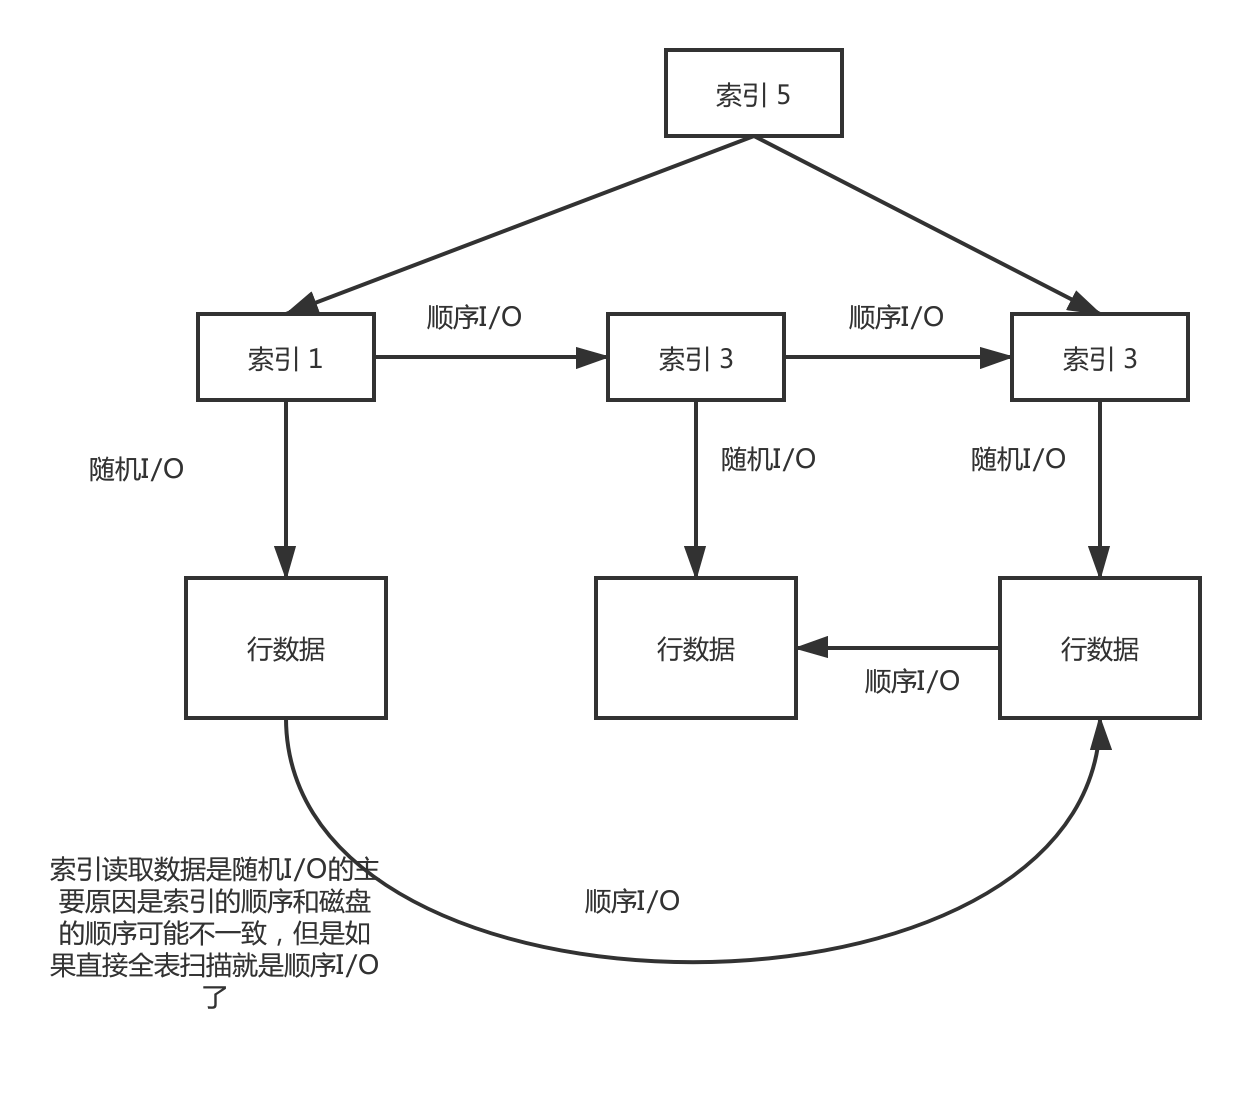 索引 5
顺序I/O
顺序I/O
索引 1
索引 3
索引 3
随机I/O
随机I/O
随机I/O
行数据
行数据
行数据
顺序I/O
索引读取数据是随机I/O的主
要原因是索引的顺序和磁盘
的顺序可能不一致，但是如
果直接全表扫描就是顺序I/O
了
顺序I/O